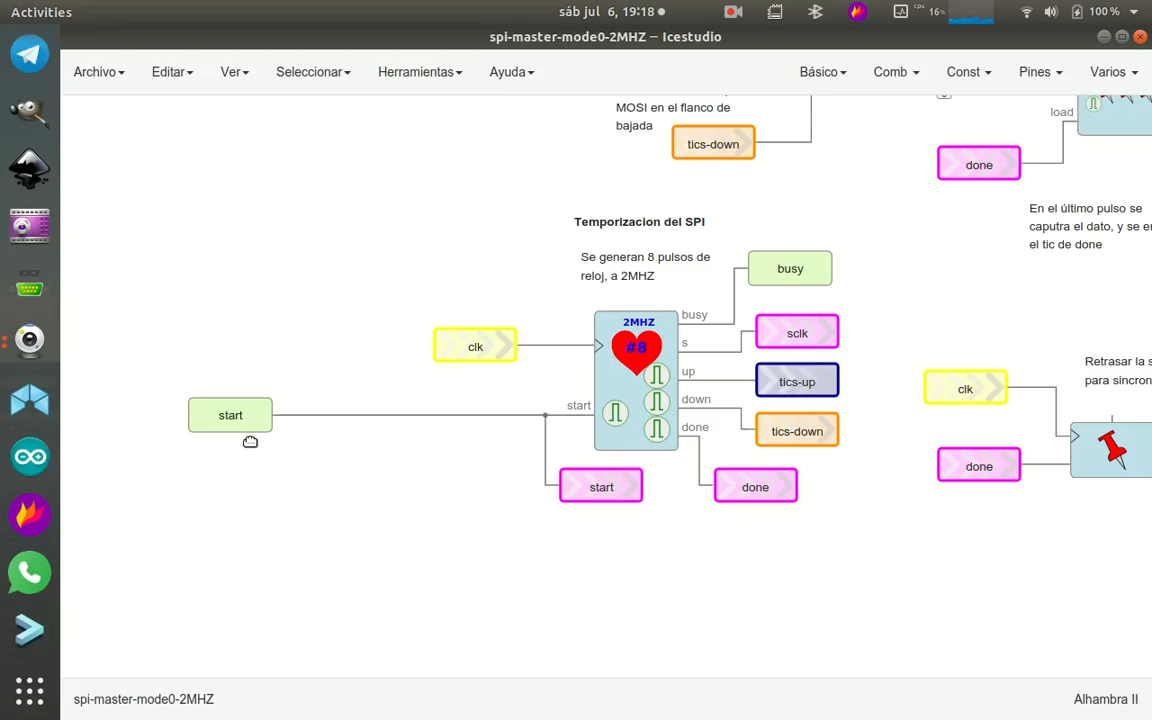 Activities
sáb jul 6, 19:18
cpu 16%
100 %
spi-master-mode0-2MHZ — Icestudio
Archivo
Editar
Ver
Seleccionar
Herramientas
Ayuda
Básico
Comb
Const
Pines
Varios
MOSI en el flanco de
bajada
tics-down
load
done
En el último pulso se
caputra el dato, y se e
el tic de done
Temporizacion del SPI
Se generan 8 pulsos de
reloj, a 2MHZ
busy
clk
2MHZ
#8
busy
s
up
down
done
start
sclk
tics-up
tics-down
start
start
done
Retrasar la s
para sincron
clk
done
spi-master-mode0-2MHZ
Alhambra II